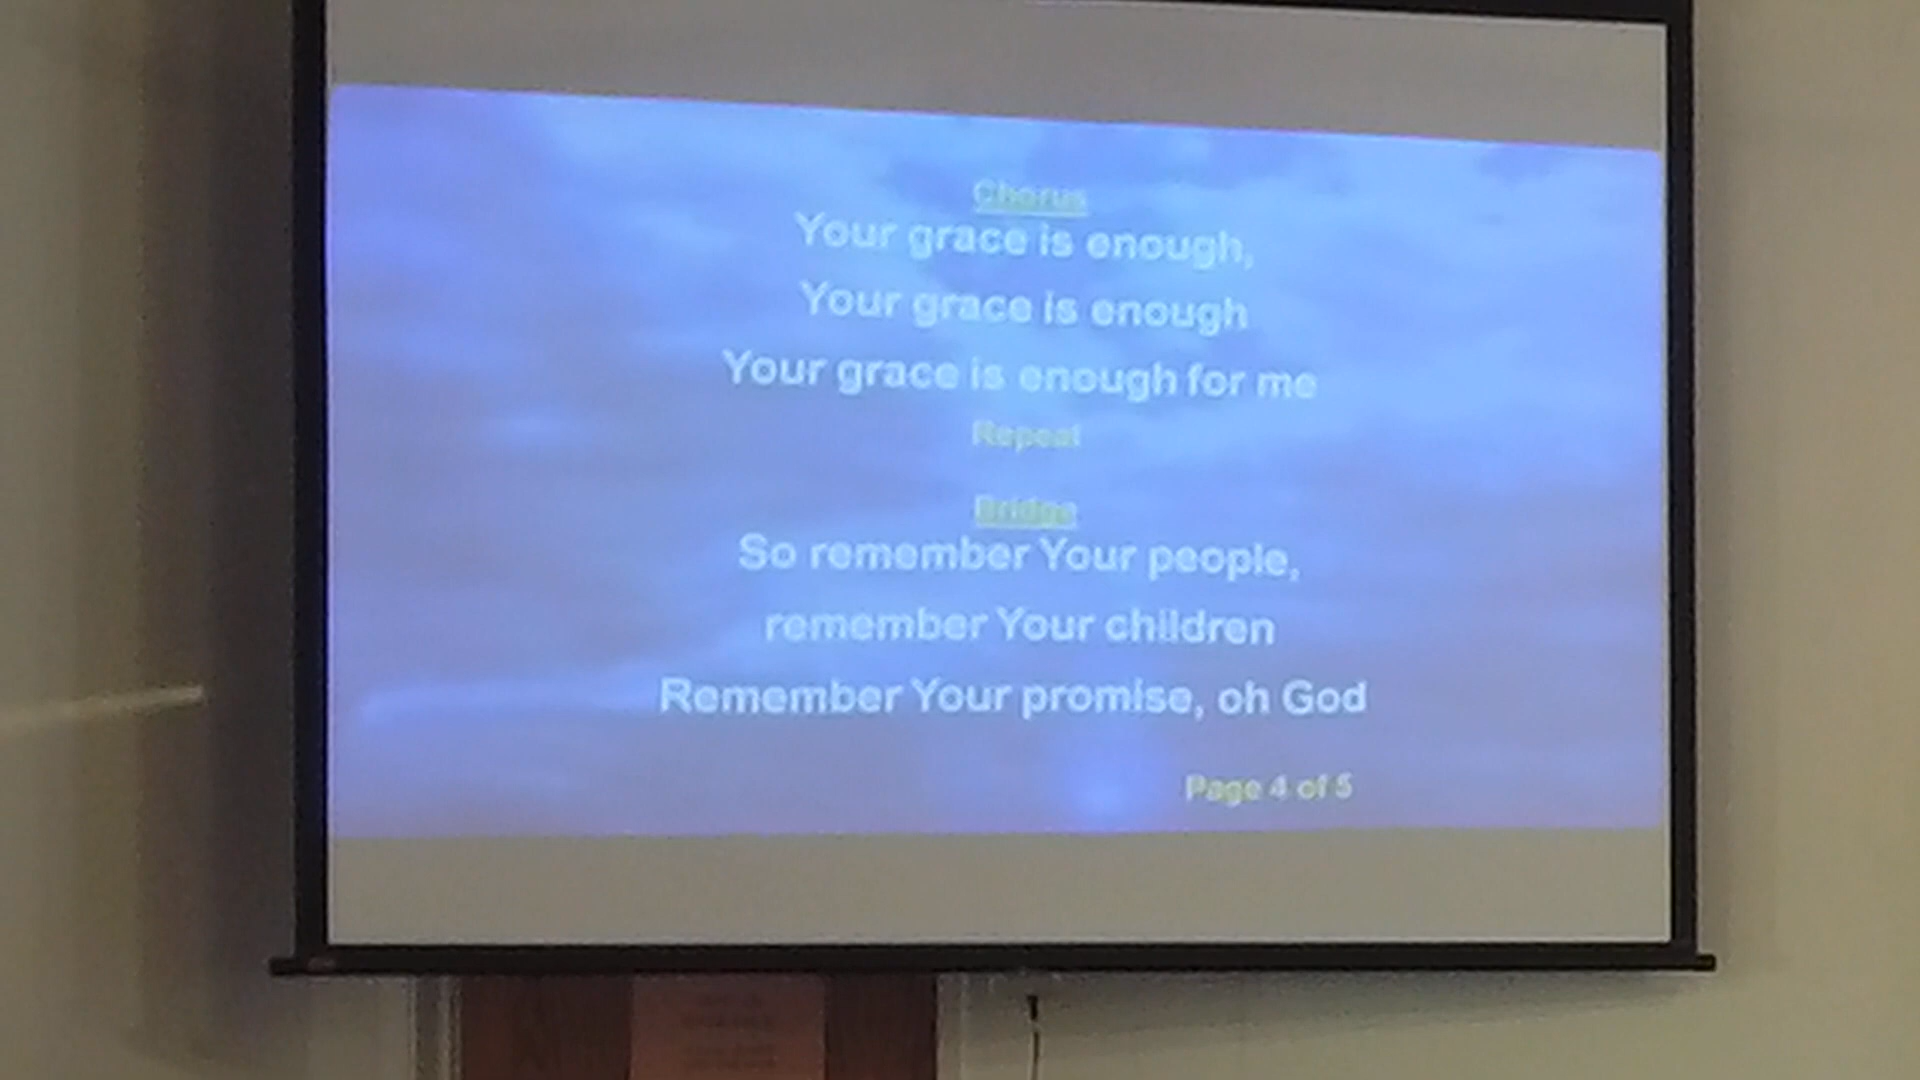 Chorus
Your grace is enough,
Your grace is enough
Your grace is enough for me
Repeat
Bridge
So remember Your people,
remember Your children
Remember Your promise, oh God
Page 4 of 5